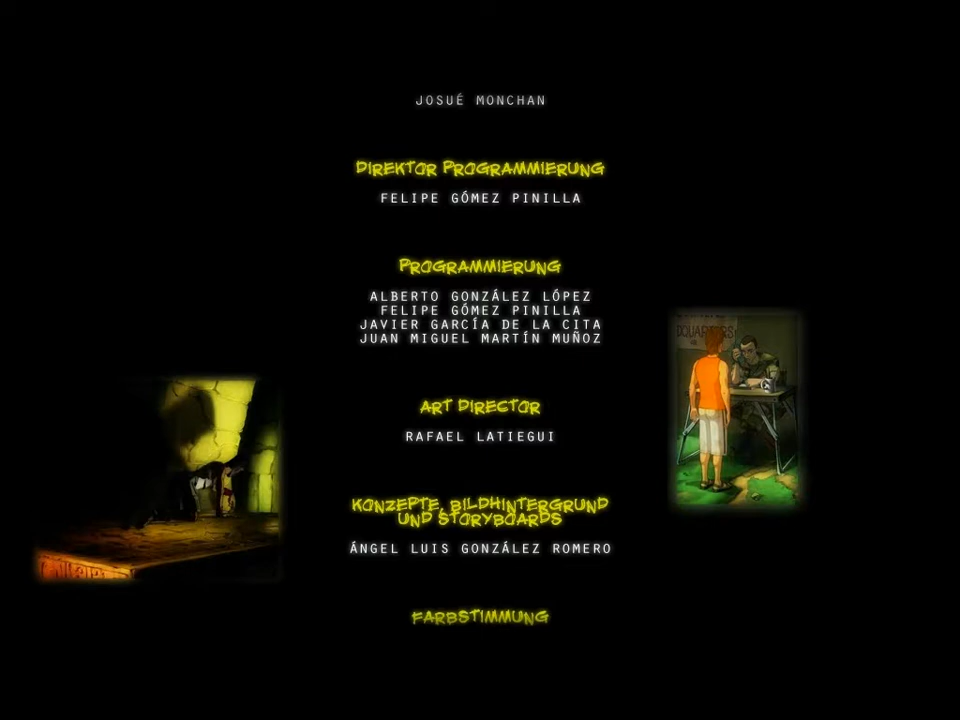 JOSUÉ MONCHAN
DIREKTOR PROGRAMMIERUNG
FELIPE GÓMEZ PINILLA
PROGRAMMIERUNG
ALBERTO GONZÁLEZ LÓPEZ
FELIPE GÓMEZ PINILLA
JAVIER GARCÍA DE LA CITA
JUAN MIGUEL MARTÍN MUÑOZ
ART DIRECTOR
RAFAEL LATIEGUI
KONZEPTE, BILDHINTERGRUND
UND STORYBOARDS
ÁNGEL LUIS GONZÁLEZ ROMERO
FARBSTIMMUNG